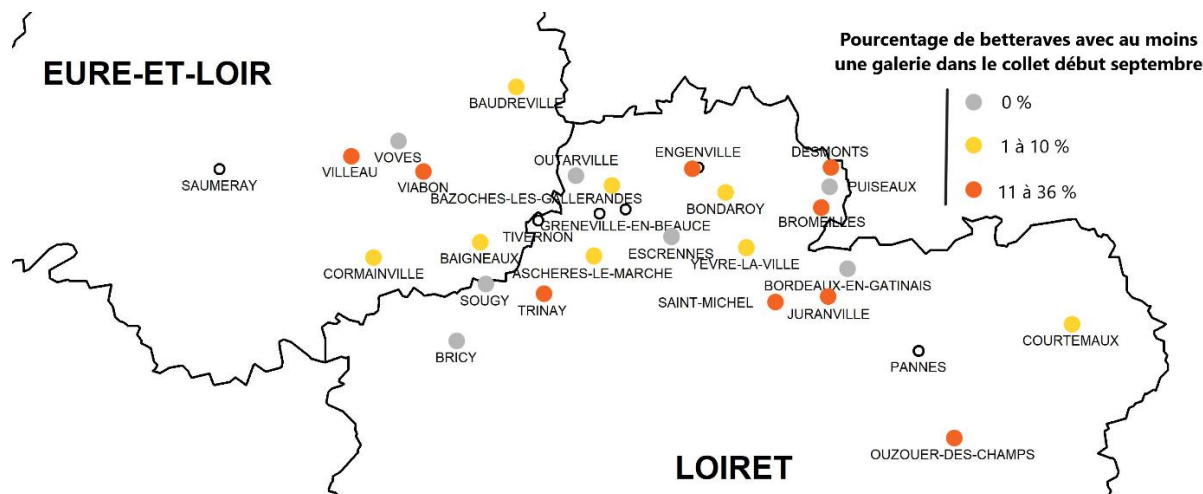 Pourcentage de betteraves avec au moins
une galerie dans le collet début septembre
0 %
1 à 10 %
11 à 36 %
EURE-ET-LOIR
BAUDREVILLE
VOVES
VILLEAU
VIABON
SAUMERAY
OUTARVILLE
ENGENVILLE
DESMONTS
PUISEAUX
BAZOCHES-LES-GALLERANDES
BONDAROY
BROMEILLES
GRENEVILLE-EN-BEAUCE
TIVERNON
ESCRENNES
BAIGNEAUX
YEVRE-LA-VILLE
CORMAINVILLE
ASCHERES-LE-MARCHE
BORDEAUX-EN-GATINAIS
SOUGY
TRINAY
SAINT-MICHEL
JURANVILLE
BRICY
COURTEMAUX
PANNES
OUZOUER-DES-CHAMPS
LOIRET